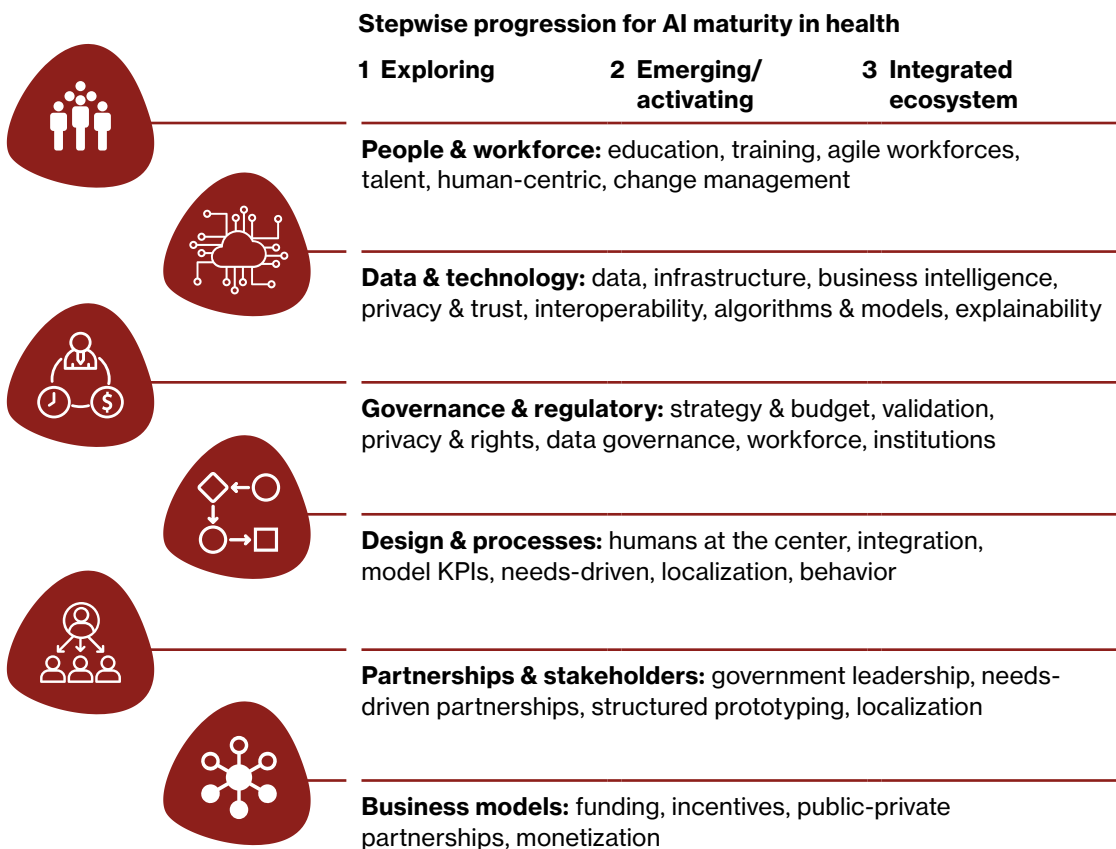 Stepwise progression for AI maturity in health
1 Exploring
2 Emerging/
activating
3 Integrated
ecosystem
People & workforce: education, training, agile workforces,
talent, human-centric, change management
Data & technology: data, infrastructure, business intelligence,
privacy & trust, interoperability, algorithms & models, explainability
$
Governance & regulatory: strategy & budget, validation,
privacy & rights, data governance, workforce, institutions
Design & processes: humans at the center, integration,
model KPIs, needs-driven, localization, behavior
Partnerships & stakeholders: government leadership, needs-
driven partnerships, structured prototyping, localization
Business models: funding, incentives, public-private
partnerships, monetization